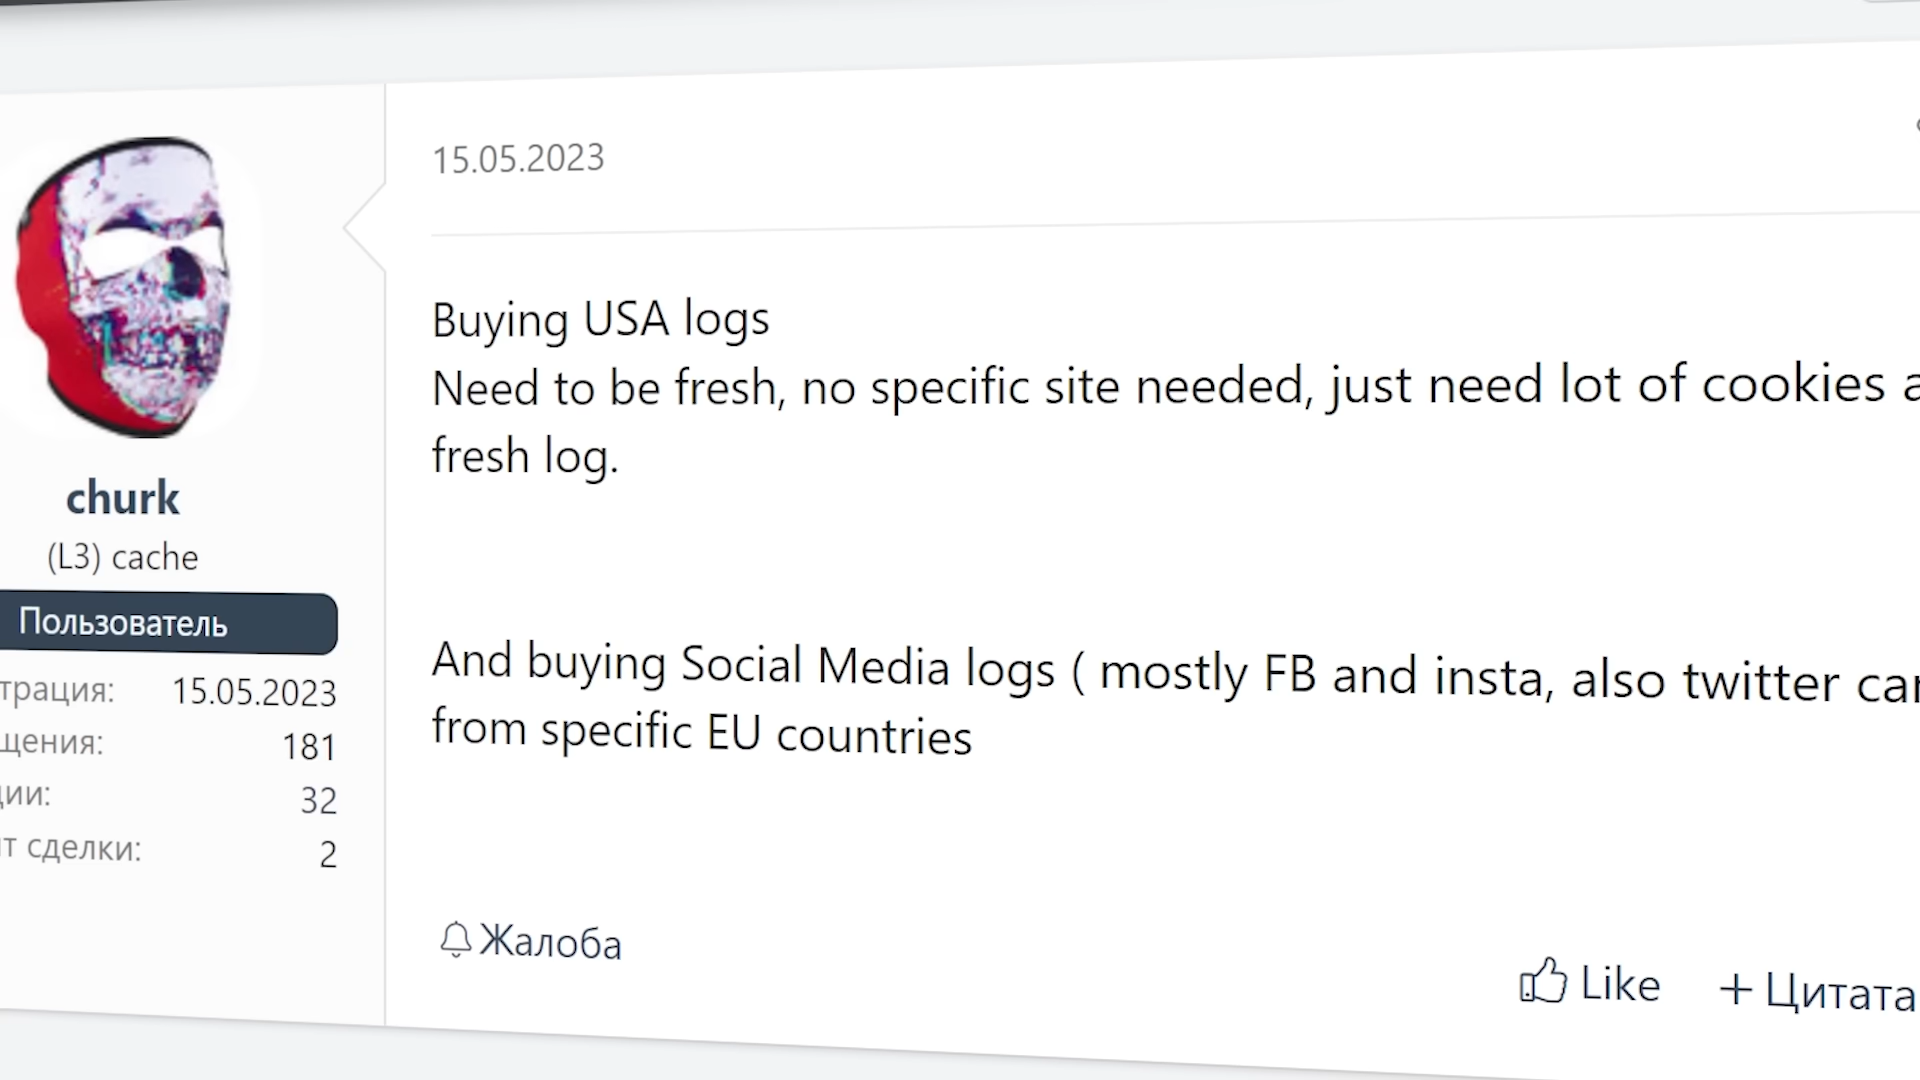 15.05.2023
Buying USA logs
Need to be fresh, no specific site needed, just need lot of cookies
fresh log.
And buying Social Media logs ( mostly FB and insta, also twitter
from specific EU countries
churk
(L3) cache
Пользователь
трация: 15.05.2023
щения: 181
ции: 32
т сделки: 2
Жалоба
Like + Цитата